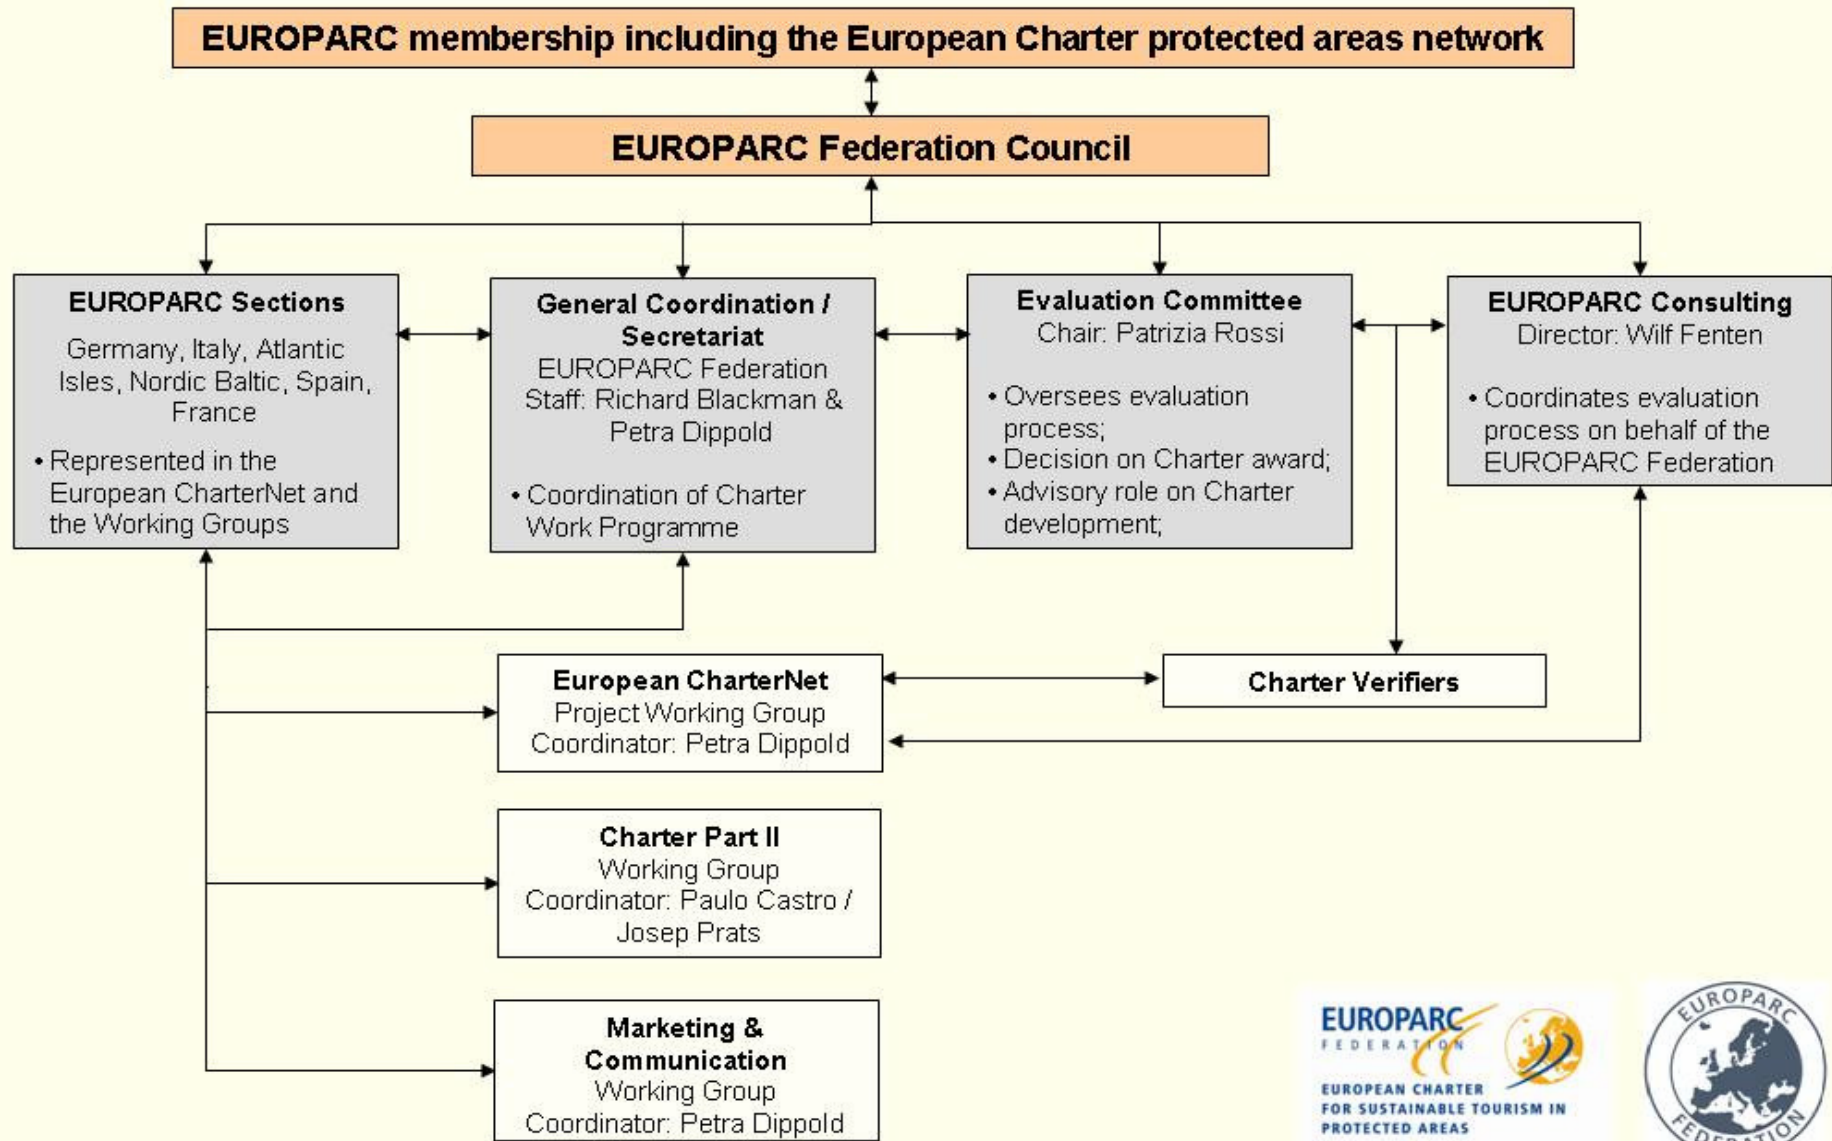 EUROPARC membership including the European Charter protected areas network
EUROPARC Federation Council
EUROPARC Sections
Germany, Italy, Atlantic
Isles, Nordic Baltic, Spain,
France
• Represented in the
European CharterNet and
the Working Groups
General Coordination /
Secretariat
EUROPARC Federation
Staff: Richard Blackman &
Petra Dippold
• Coordination of Charter
Work Programme
Evaluation Committee
Chair: Patrizia Rossi
• Oversees evaluation
process;
• Decision on Charter award;
• Advisory role on Charter
development;
EUROPARC Consulting
Director: Wilf Fenten
• Coordinates evaluation
process on behalf of the
EUROPARC Federation
European CharterNet
Project Working Group
Coordinator: Petra Dippold
Charter Verifiers
Charter Part II
Working Group
Coordinator: Paulo Castro /
Josep Prats
Marketing &
Communication
Working Group
Coordinator: Petra Dippold
EUROPARC
FEDERATION
EUROPEAN CHARTER
FOR SUSTAINABLE TOURISM IN
PROTECTED AREAS
EUROPARC
FEDERATION